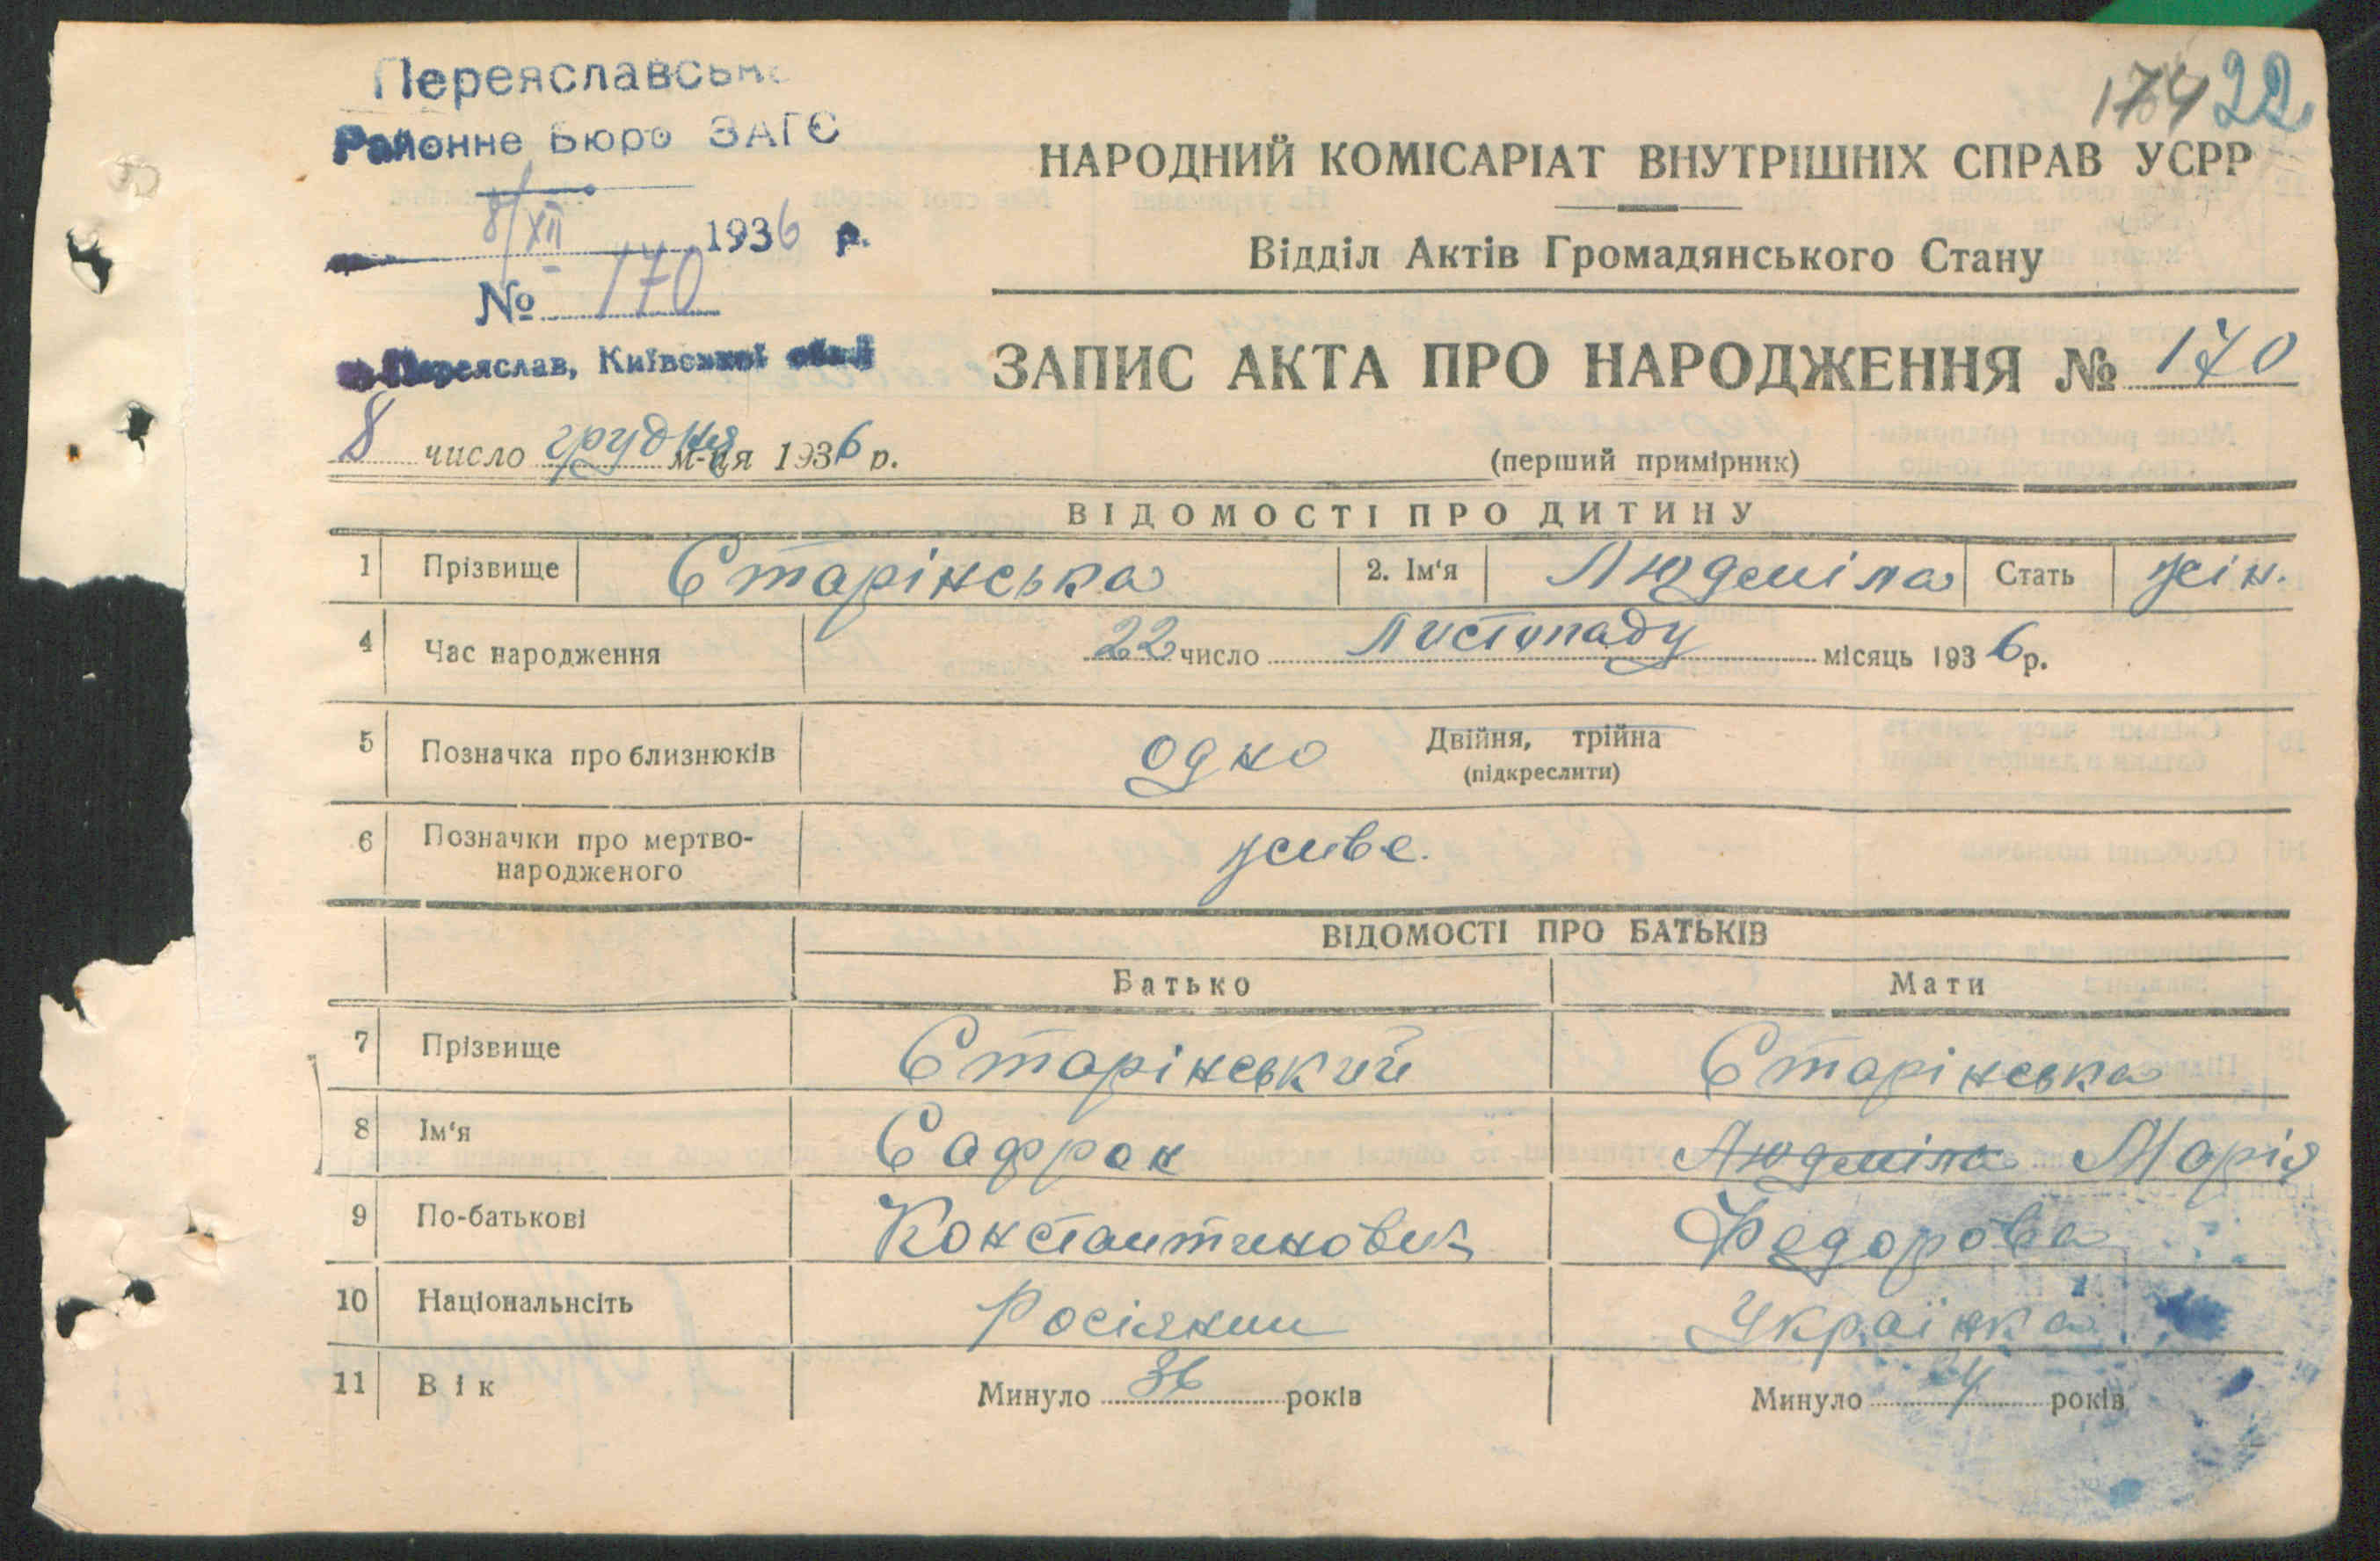 174 22
Переяславськ
Районне Бюро ЗАГС
8/XII 1936 р.
№ 170
Переяслав, Київської обл.
8 число грудня м-ця 1936 р.
НАРОДНИЙ КОМІСАРІАТ ВНУТРІШНІХ СПРАВ УСРР
Відділ Актів Громадянського Стану
ЗАПИС АКТА ПРО НАРОДЖЕННЯ № 170
(перший примірник)
ВІДОМОСТІ ПРО ДИТИНУ
1 Прізвище Старінська 2. Ім'я Людміла Стать жін.
4 Час народження 22 число Листопаду місяць 1936 р.
5 Позначка про близнюків одно Двійня, трійна
(підкреслити)
6 Позначки про мертво-
народженого живе.
ВІДОМОСТІ ПРО БАТЬКІВ
Батько Мати
7 Прізвище Старінський Старінська
8 Ім'я Сафрон Людміла Марія
9 По-батькові Константинович Федорова
10 Національнсіть Росіянин Українка
11 Вік Минуло 36 років Минуло років